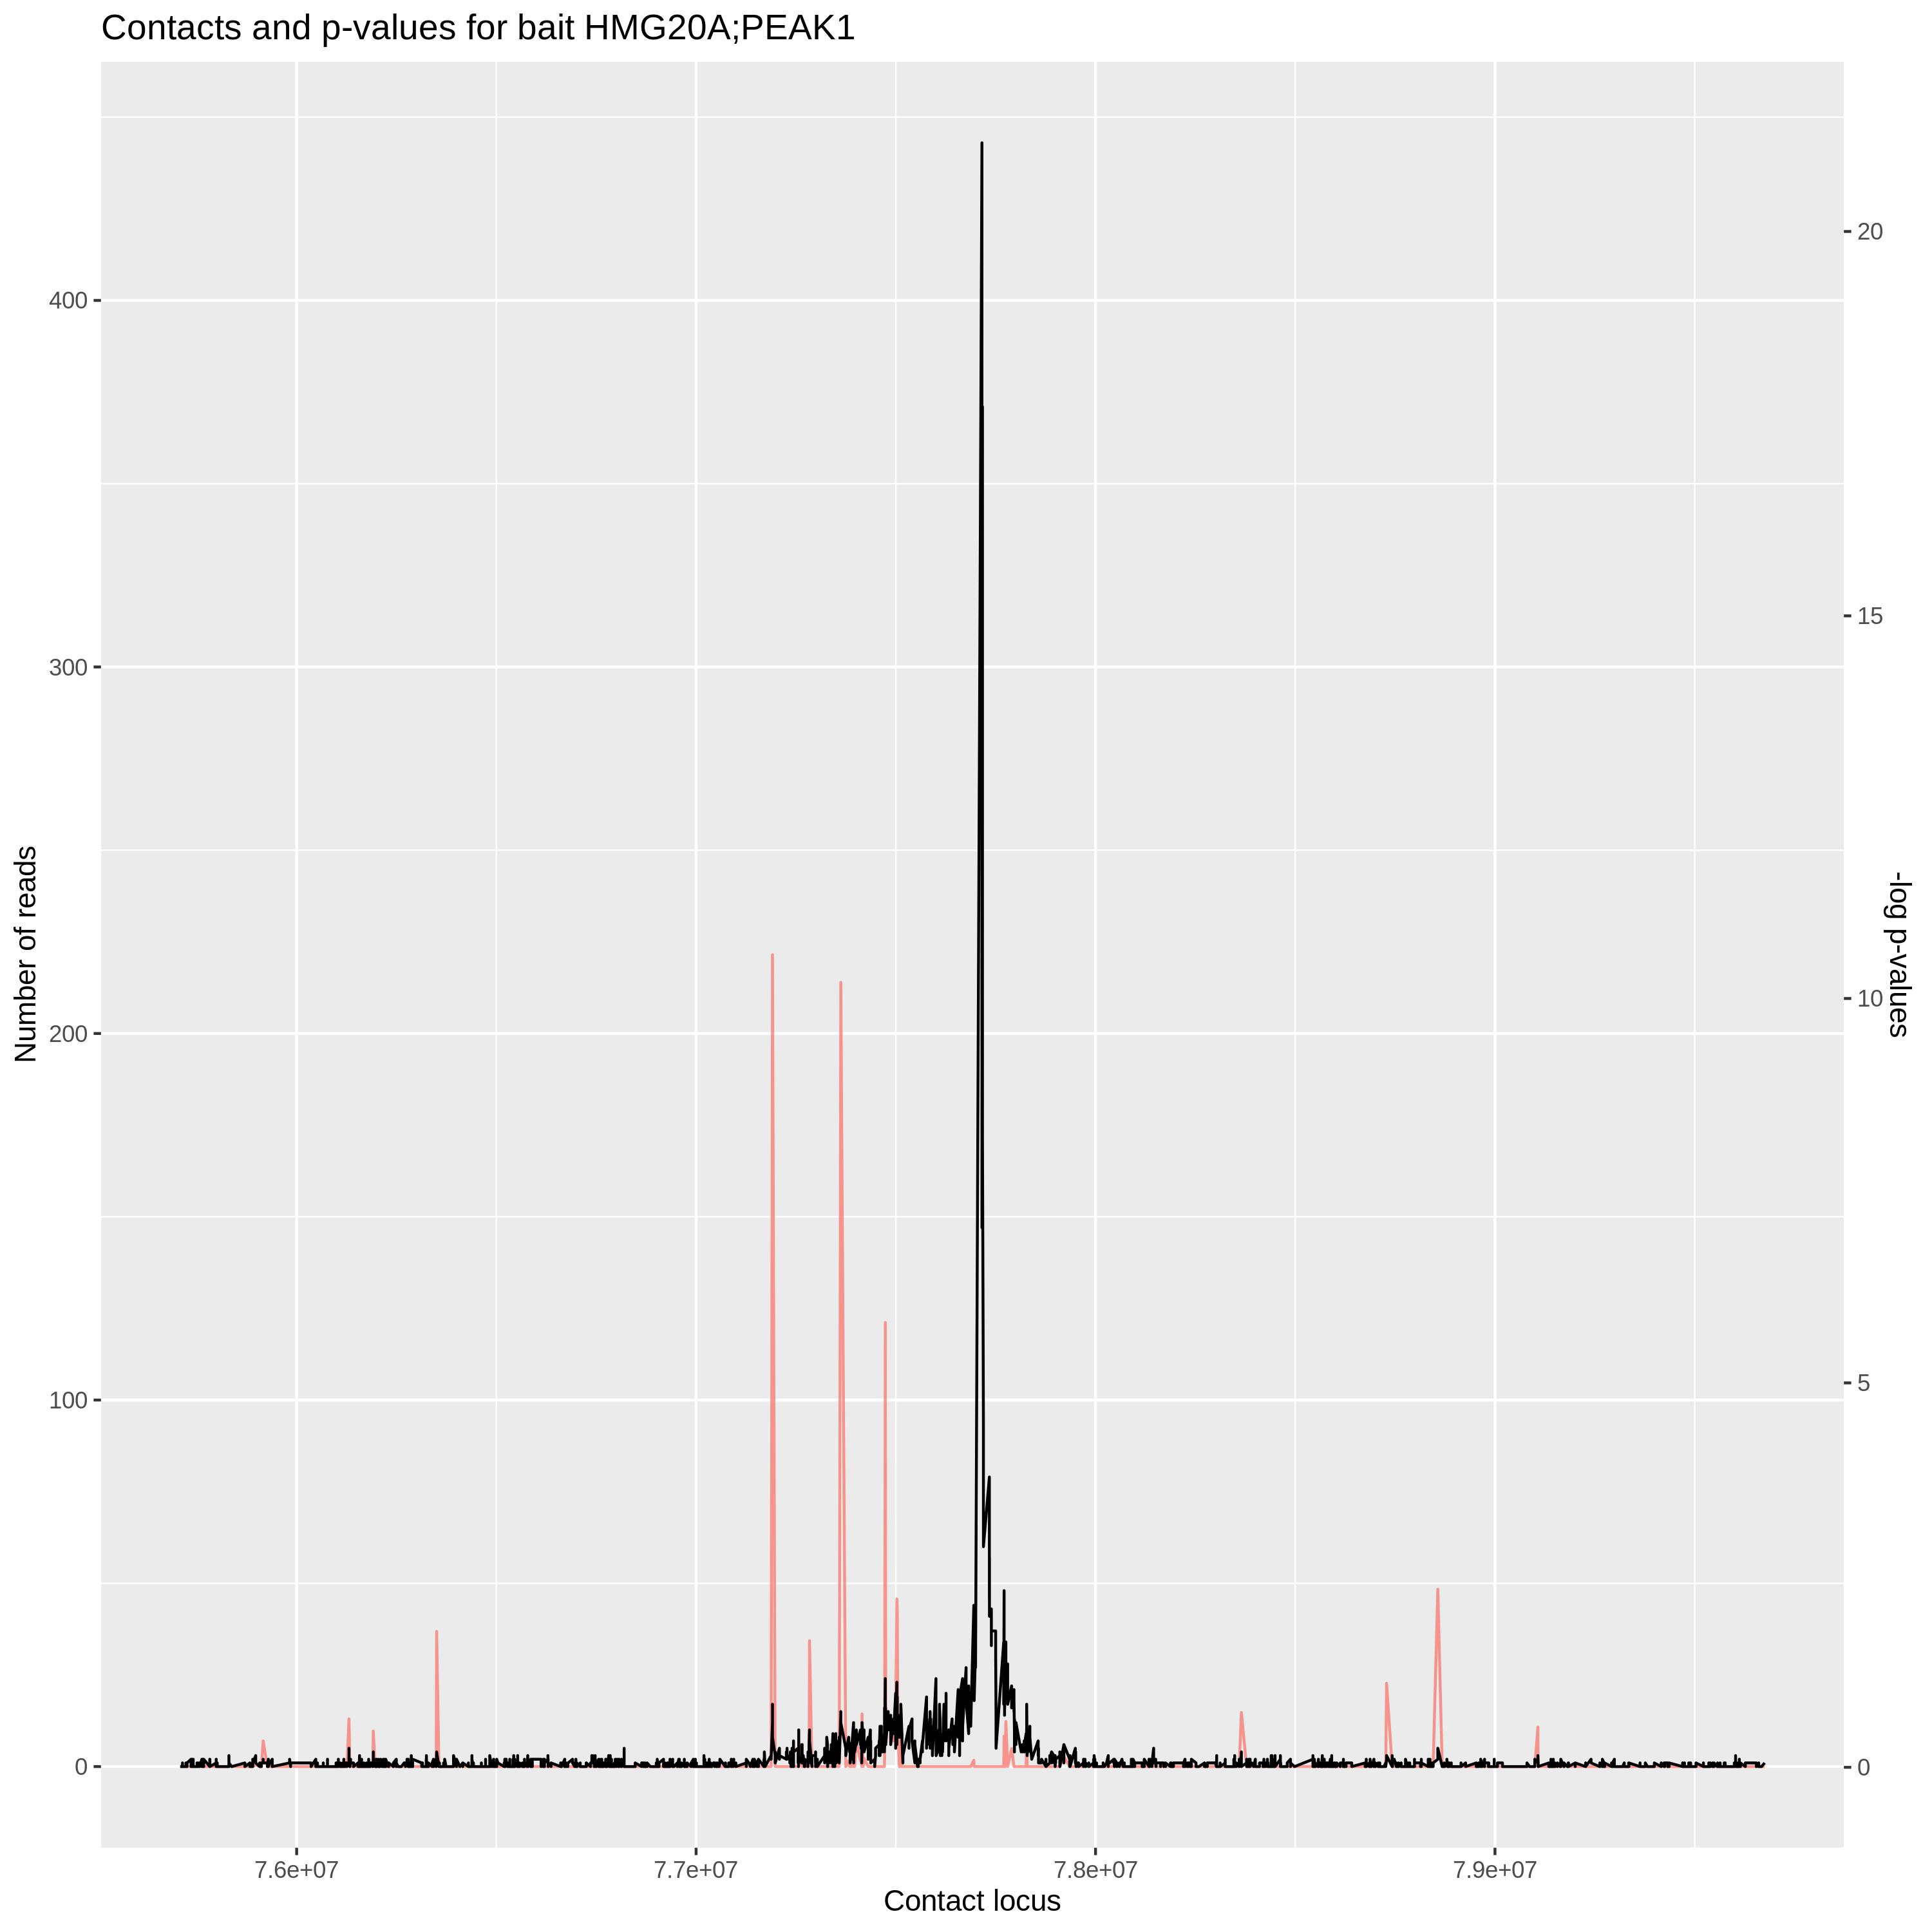 Contacts and p-values for bait HMG20A;PEAK1
Number of reads
400
300
200
100
0
20
15
10
5
0
-log p-values
7.6e+07
7.7e+07
7.8e+07
7.9e+07
Contact locus